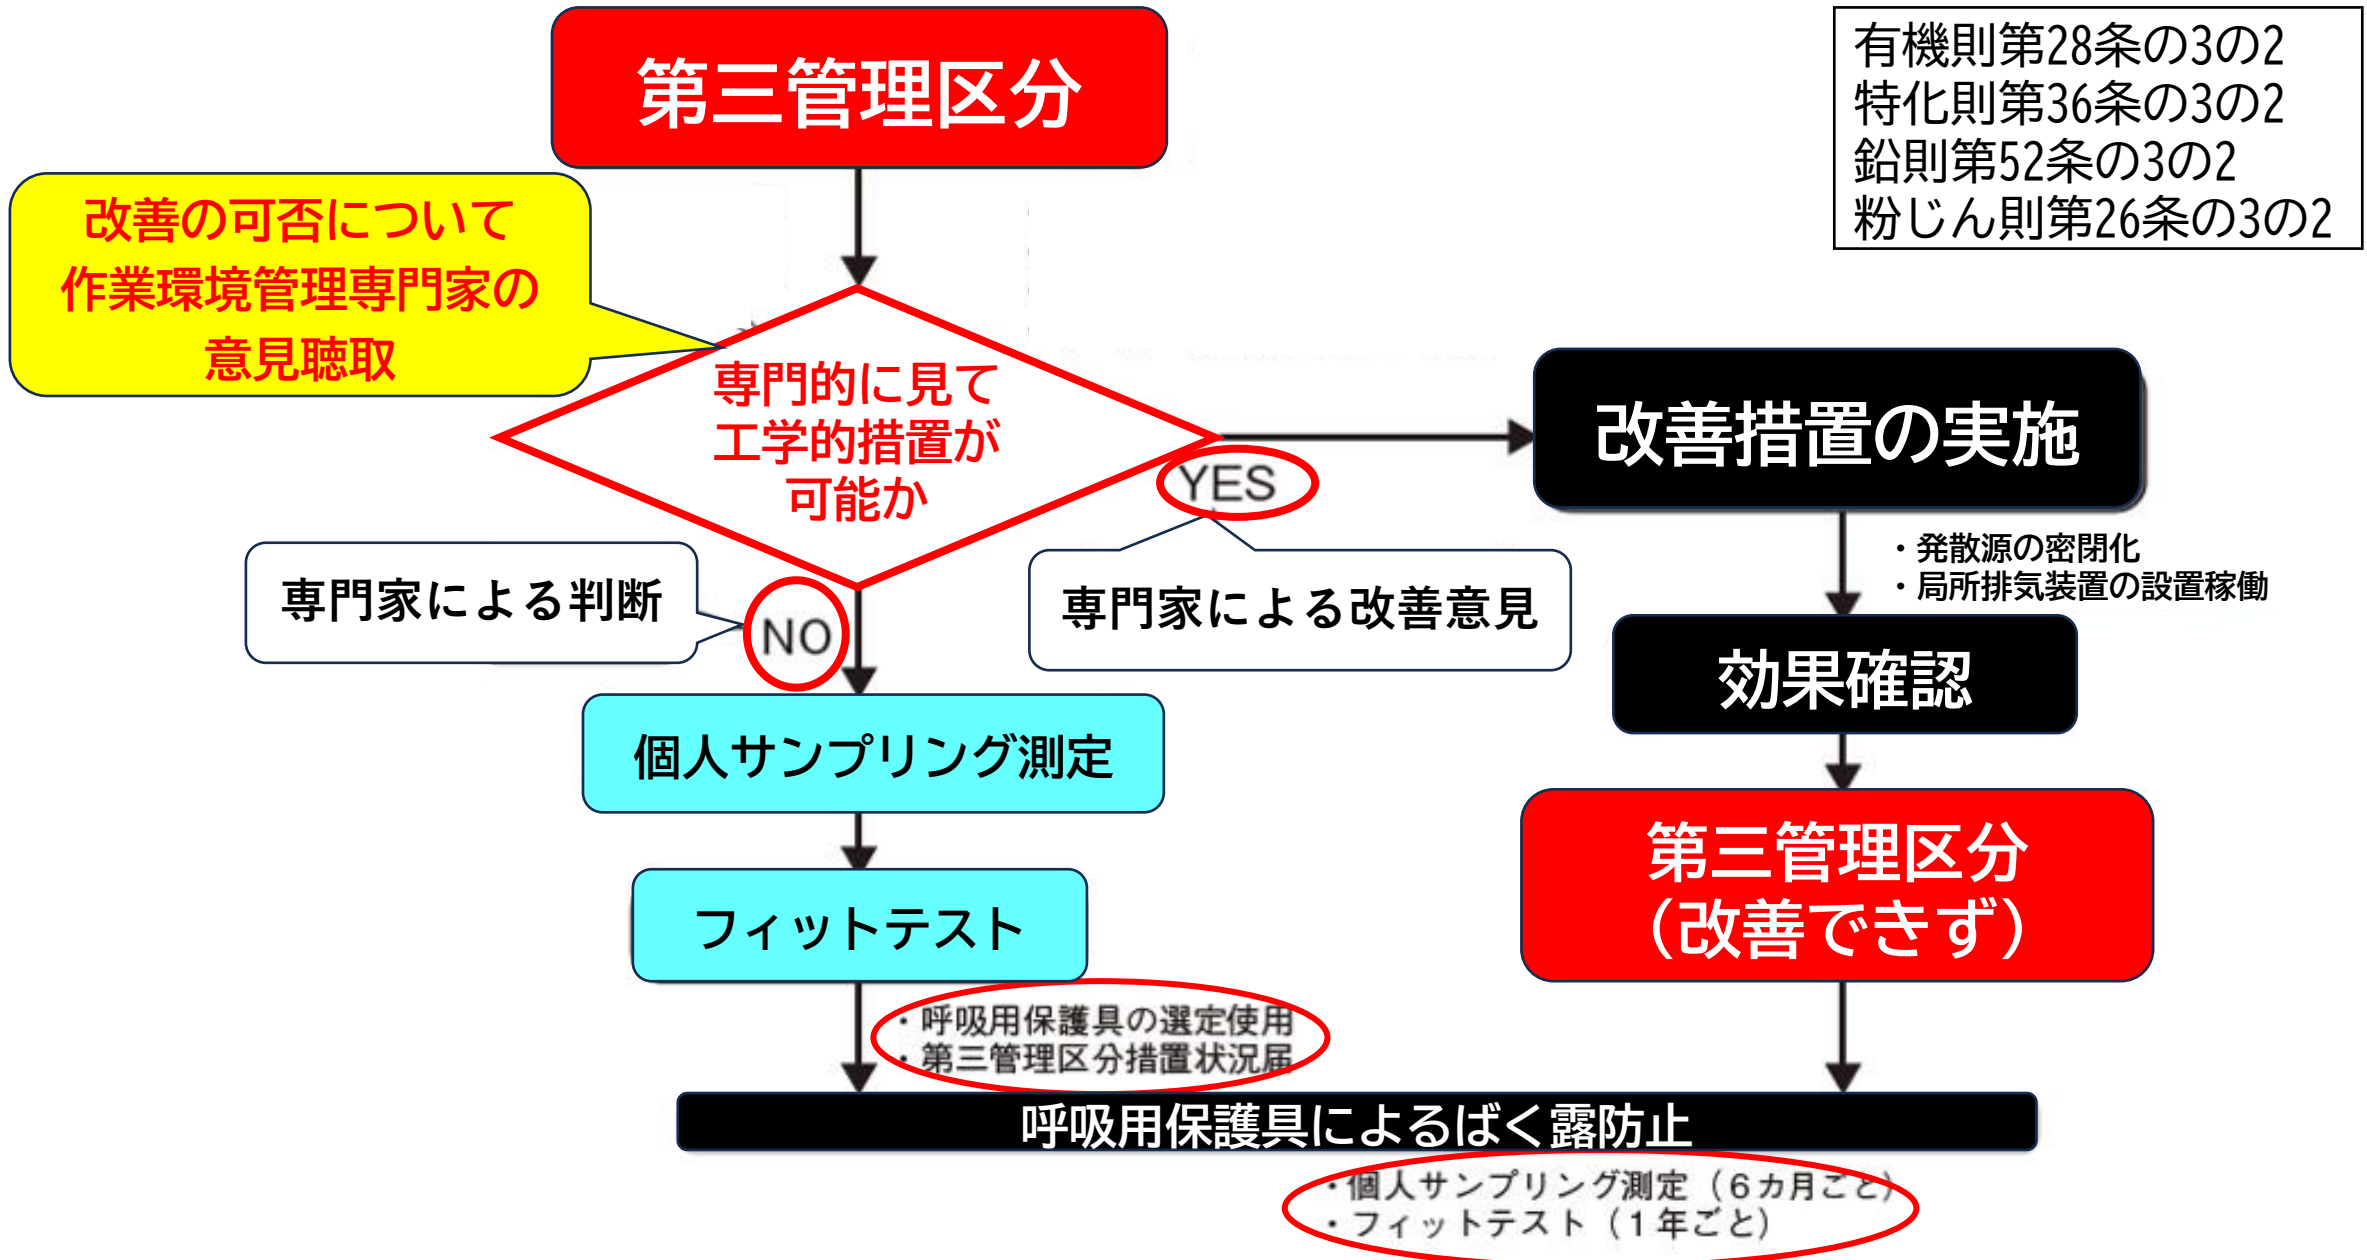 第三管理区分
有機則第28条の3の2
特化則第36条の3の2
鉛則第52条の3の2
粉じん則第26条の3の2
改善の可否について
作業環境管理専門家の
意見聴取
専門的に見て
工学的措置が
可能か
YES
改善措置の実施
専門家による判断
NO
専門家による改善意見
・発散源の密閉化
・局所排気装置の設置稼働
効果確認
個人サンプリング測定
フィットテスト
第三管理区分
（改善できず）
・呼吸用保護具の選定使用
・第三管理区分措置状況届
呼吸用保護具によるばく露防止
・個人サンプリング測定（６カ月ごと）
・フィットテスト（１年ごと）